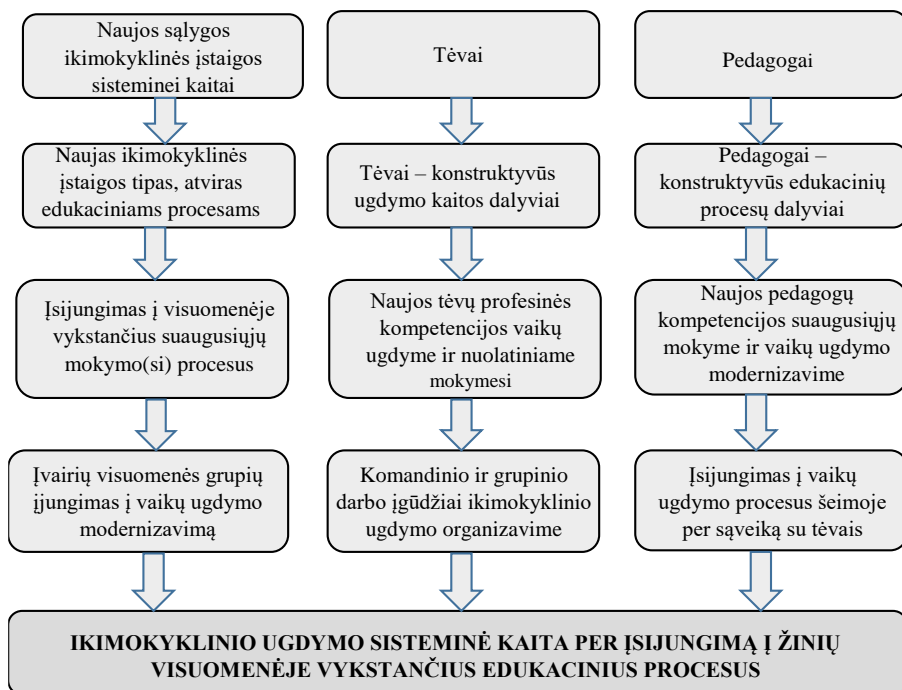 Naujos sąlygos
ikimokyklinės įstaigos
sisteminei kaitai
Tėvai
Pedagogai
Naujas ikimokyklinės
įstaigos tipas, atviras
edukaciniams procesams
Tėvai – konstruktyvūs
ugdymo kaitos dalyviai
Pedagogai –
konstruktyvūs edukacinių
procesų dalyviai
Įsijungimas į visuomenėje
vykstančius suaugusiųjų
mokymo(si) procesus
Naujos tėvų profesinės
kompetencijos vaikų
ugdyme ir nuolatiniame
mokymesi
Naujos pedagogų
kompetencijos suaugusiųjų
mokyme ir vaikų ugdymo
modernizavime
Įvairių visuomenės grupių
įjungimas į vaikų ugdymo
modernizavimą
Komandinio ir grupinio
darbo įgūdžiai ikimokyklinio
ugdymo organizavime
Įsijungimas į vaikų
ugdymo procesus šeimoje
per sąveiką su tėvais
IKIMOKYKLINIO UGDYMO SISTEMINĖ KAITA PER ĮSIJUNGIMĄ Į ŽINIŲ
VISUOMENĖJE VYKSTANČIUS EDUKACINIUS PROCESUS